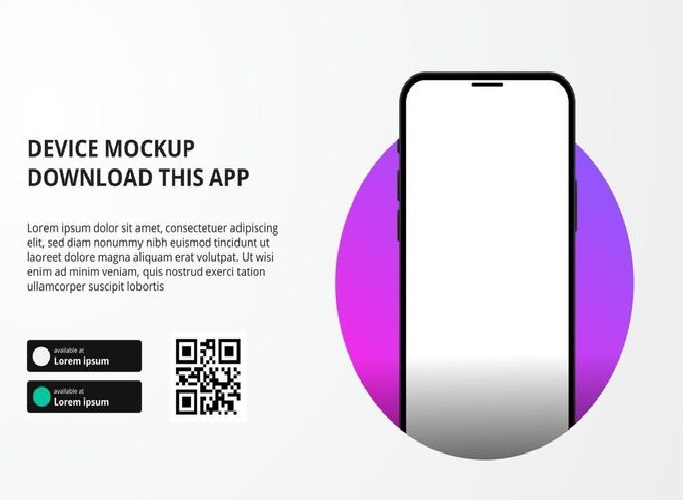 DEVICE MOCKUP
DOWNLOAD THIS APP
Lorem ipsum dolor sit amet, consectetuer adipiscing
elit, sed diam nonummy nibh euismod tincidunt ut
laoreet dolore magna aliquam erat volutpat. Ut wisi
enim ad minim veniam, quis nostrud exerci tation
ullamcorper suscipit lobortis
available at
Lorem ipsum
available at
Lorem ipsum